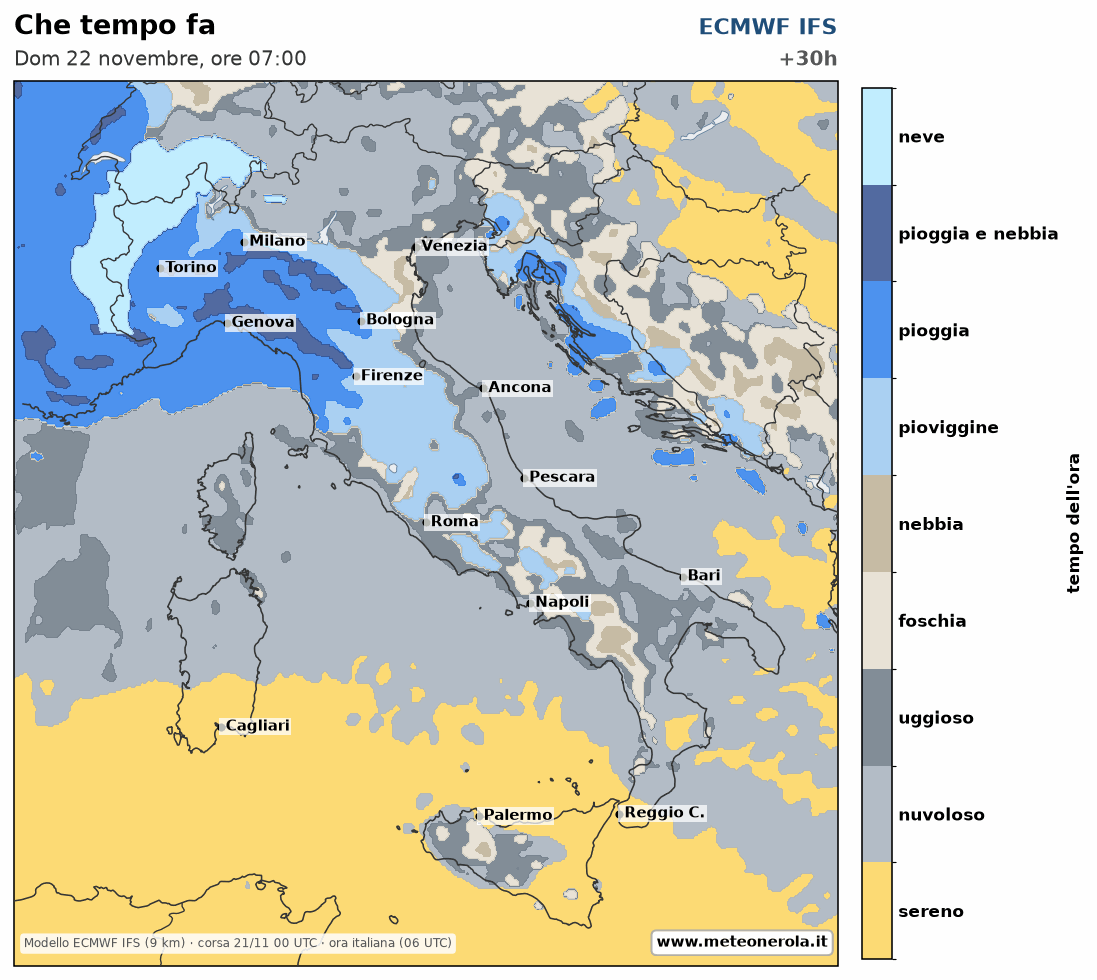 Che tempo fa
ECMWF IFS
Dom 22 novembre, ore 07:00
+30h
neve
pioggia e nebbia
pioggia
pioviggine
nebbia
foschia
uggioso
nuvoloso
sereno
tempo dell'ora
Milano
Venezia
Torino
Genova
Bologna
Firenze
Ancona
Pescara
Roma
Bari
Napoli
Cagliari
Palermo
Reggio C.
Modello ECMWF IFS (9 km) · corsa 21/11 00 UTC · ora italiana (06 UTC)
www.meteonerola.it